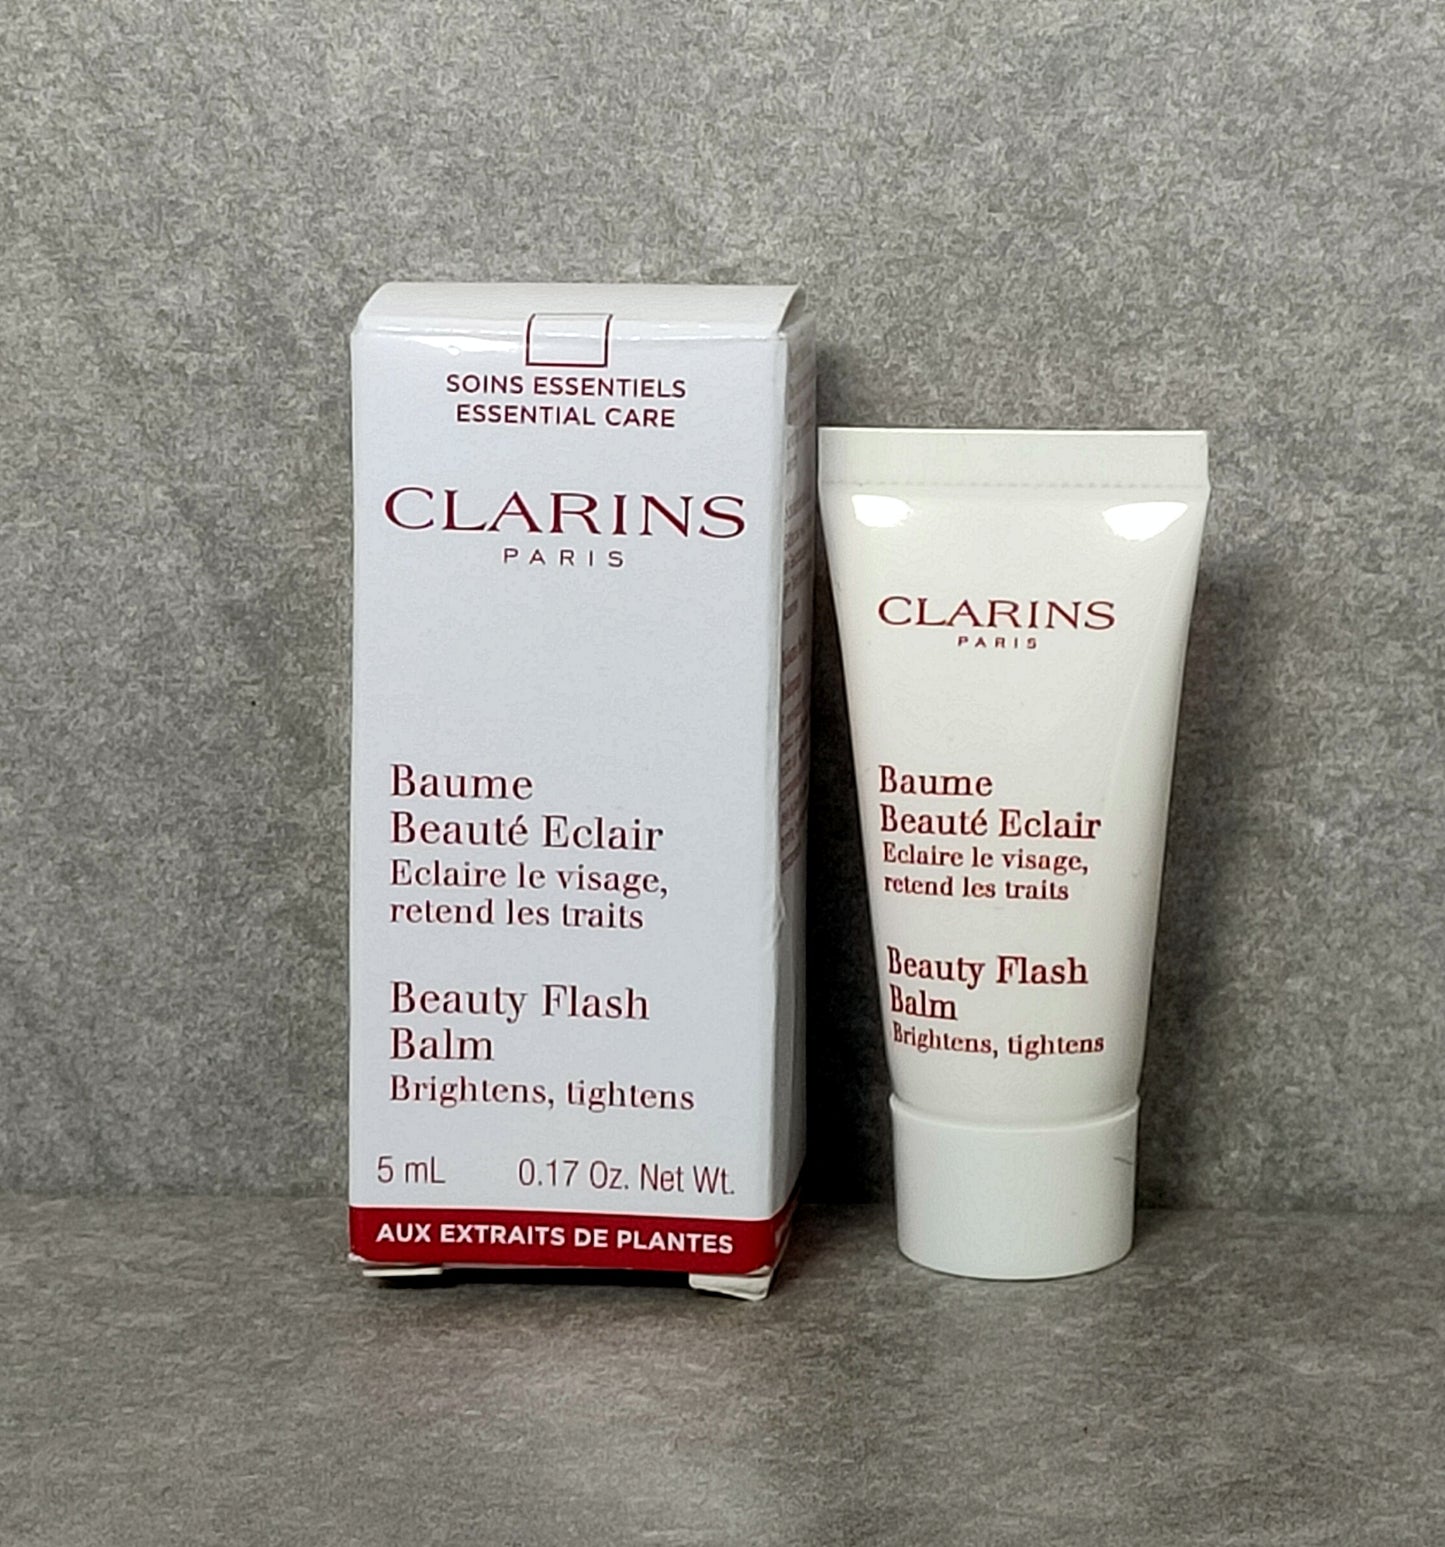 SOINS ESSENTIELS
ESSENTIAL CARE
CLARINS
PARIS
Baume
Beauté Eclair
Eclaire le visage,
retend les traits
Beauty Flash
Balm
Brightens, tightens
5 mL 0.17 Oz. Net Wt.
AUX EXTRAITS DE PLANTES
CLARINS
PARIS
Baume
Beauté Eclair
Eclaire le visage,
retend les traits
Beauty Flash
Balm
Brightens, tightens